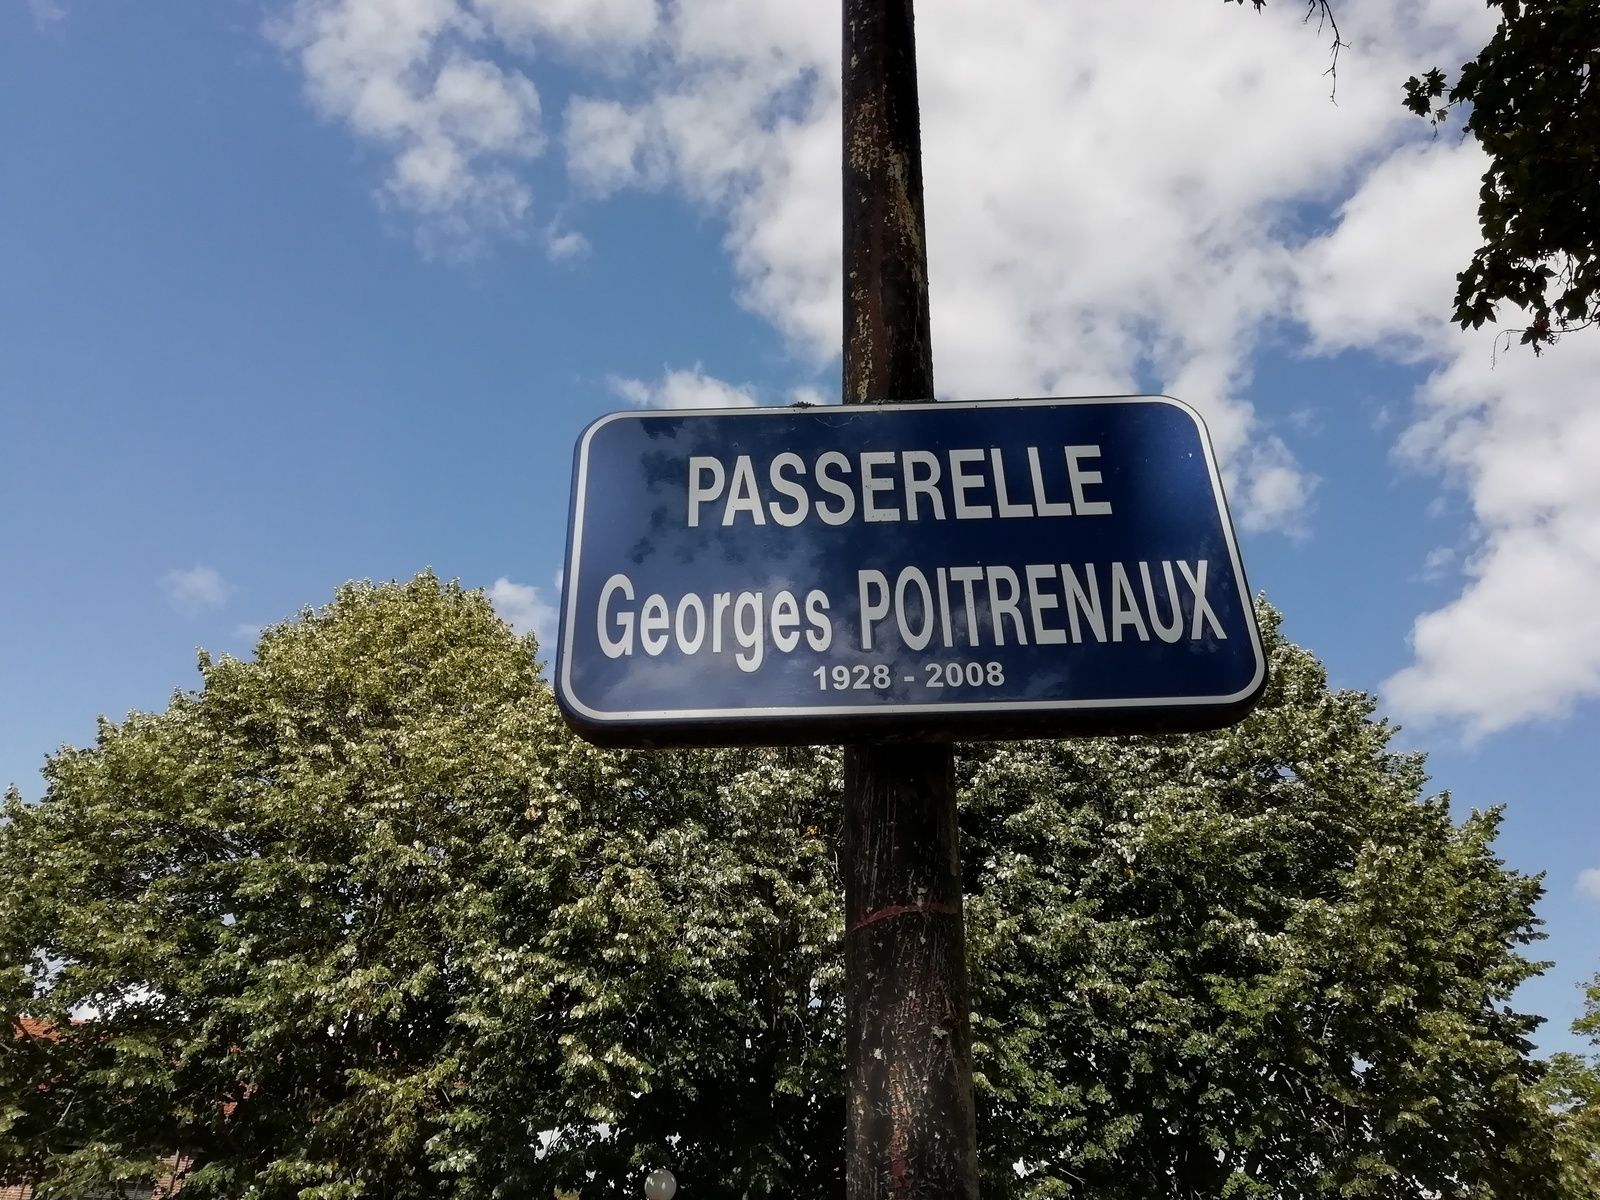 PASSERELLE
Georges POITRENAUX
1928 - 2008